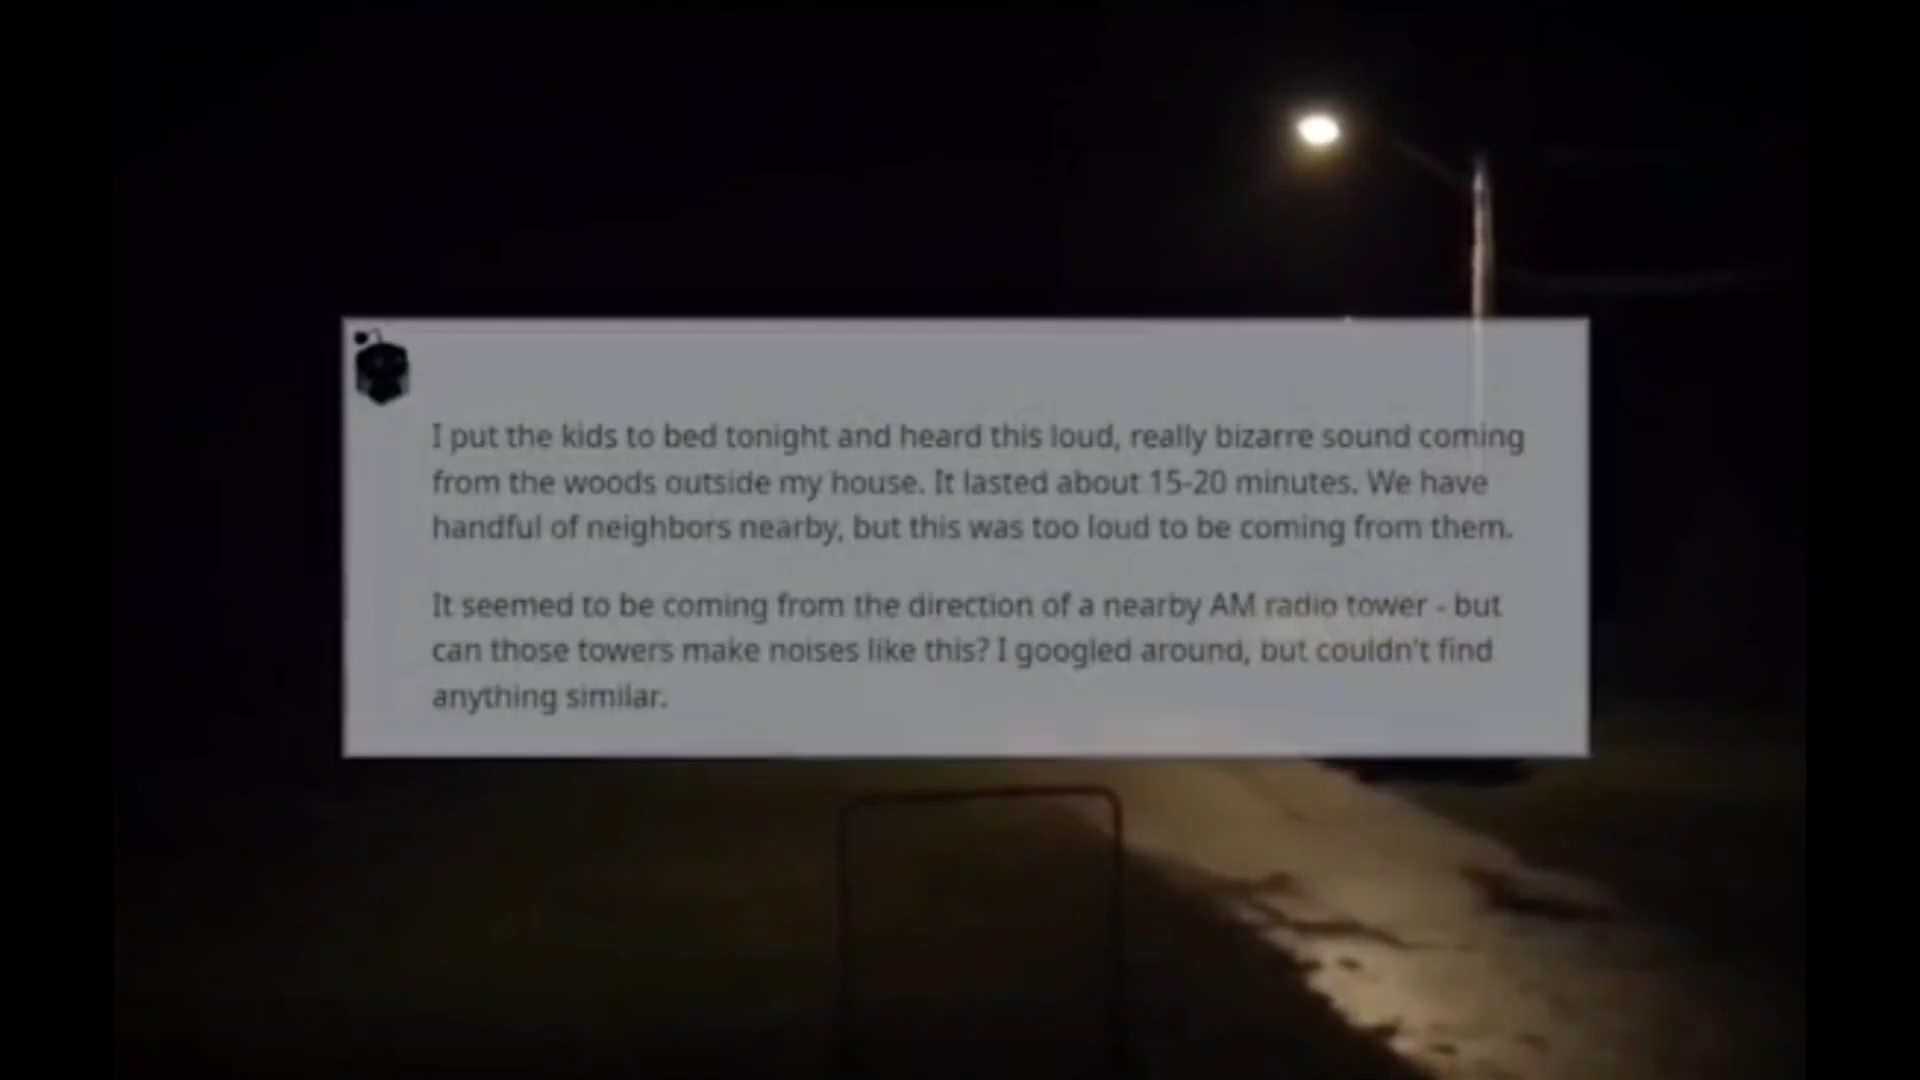 I put the kids to bed tonight and heard this loud, really bizarre sound coming
from the woods outside my house. It lasted about 15-20 minutes. We have
handful of neighbors nearby, but this was too loud to be coming from them.
It seemed to be coming from the direction of a nearby AM radio tower - but
can those towers make noises like this? I googled around, but couldn't find
anything similar.